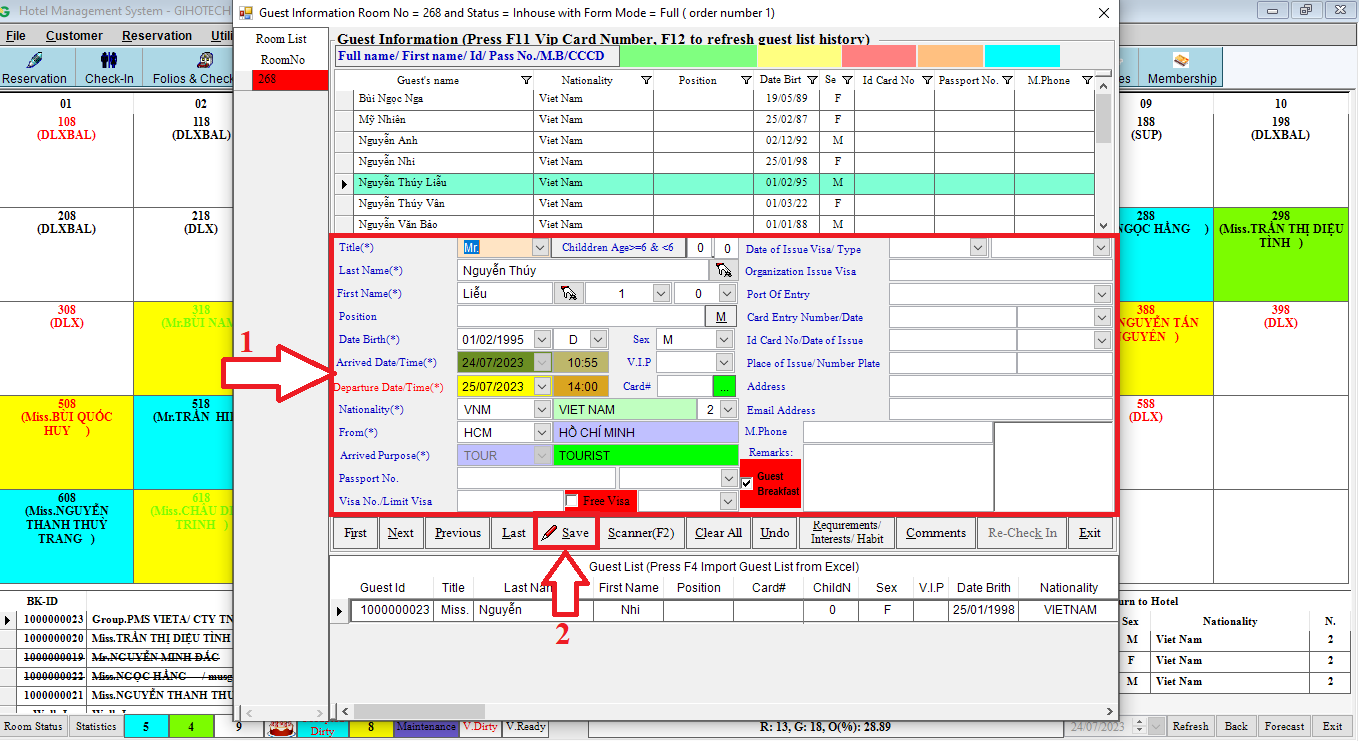 Hotel Management System - GIHOTECH
Guest Information Room No = 268 and Status = Inhouse with Form Mode = Full ( order number 1)
File Customer Reservation
Reservation Check-In
Membership
Room List
RoomNo
268
Guest Information (Press F11 Vip Card Number, F12 to refresh guest list history)
Full name/ First name/ Id/ Pass No./M.B/CCCD
Guest's name Nationality Position Date Birt Se Id Card No Passport No. M.Phone
Bùi Ngọc Nga Viet Nam 19/05/89 F
Mỹ Nhiên Viet Nam 25/02/87 F
Nguyễn Anh Viet Nam 02/12/92 M
Nguyễn Nhi Viet Nam 25/01/98 F
Nguyễn Thúy Liễu Viet Nam 01/02/95 M
Nguyễn Thúy Vân Viet Nam 01/03/22 F
Nguyễn Văn Bảo Viet Nam 01/01/88 M
01 02 09 10
108 118 188 198
(DLXBAL) (DLXBAL) (SUP) (DLXBAL)
208 218 288 298
(DLXBAL) (DLX) NGỌC HẰNG ) (Miss.TRẦN THỊ DIỆU
TÌNH )
308 318 388 398
(DLX) (Mr.BÙI NAM NGUYỄN TẤN (DLX)
NGUYÊN )
508 518 588
(Miss.BÙI QUỐC (Mr.TRẦN (DLX)
HUY )
608 618
(Miss.NGUYỄN (Miss.CHÂU
THANH THUỲ TRINH )
TRANG )
1
Title(*) Mr. Childdren Age>=6 & <6 0 0 Date of Issue Visa/ Type
Last Name(*) Nguyễn Thúy Organization Issue Visa
First Name(*) Liễu 1 0 Port Of Entry
Position M Card Entry Number/Date
Date Birth(*) 01/02/1995 D Sex M Id Card No/Date of Issue
Arrived Date/Time(*) 24/07/2023 10:55 V.I.P Place of Issue/ Number Plate
Departure Date/Time(*) 25/07/2023 14:00 Card# ... Address
Nationality(*) VNM VIET NAM 2 Email Address
From(*) HCM HỒ CHÍ MINH M.Phone
Arrived Purpose(*) TOUR TOURIST Remarks:
Passport No. Guest
Breakfast
Visa No./Limit Visa Free Visa
First Next Previous Last Save Scanner(F2) Clear All Undo Requirements/ Interests/ Habit Comments Re-Check In Exit
2
Guest List (Press F4 Import Guest List from Excel)
Guest Id Title Last First Name Position Card# ChildN Sex V.I.P Date Brith Nationality
1000000023 Miss. Nguyễn Nhi 0 F 25/01/1998 VIETNAM
BK-ID
1000000023 Group.PMS VIETA/ CTY
1000000020 Miss.TRẦN THỊ DIỆU TÌNH
1000000019 Mr.NGUYỄN MINH ĐẮC
1000000022 Miss.NGỌC HẰNG
1000000021 Miss.NGUYỄN THANH
to Hotel
Sex Nationality N.
M Viet Nam 2
F Viet Nam 2
M Viet Nam 2
Room Status Statistics 5 4 9 Dirty 8 Maintenance V.Dirty V.Ready R: 13, G: 18, O(%): 28.89 24/07/2023 Refresh Back Forecast Exit